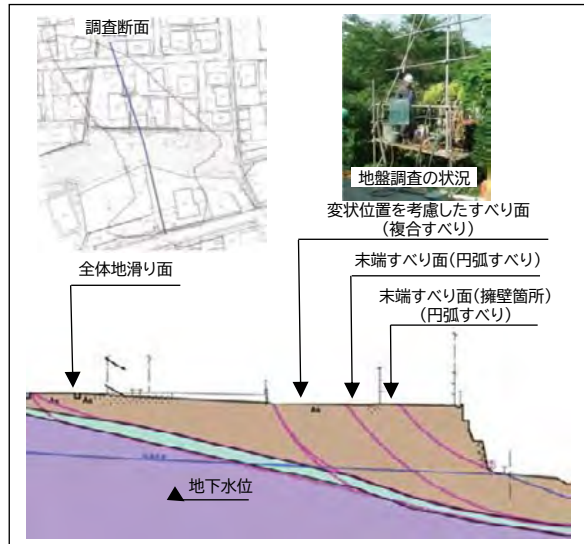 調査断面
地盤調査の状況
変状位置を考慮したすべり面
(複合すべり)
全体地滑り面
末端すべり面(円弧すべり)
末端すべり面(擁壁箇所)
(円弧すべり)
As
As
As
地下水位